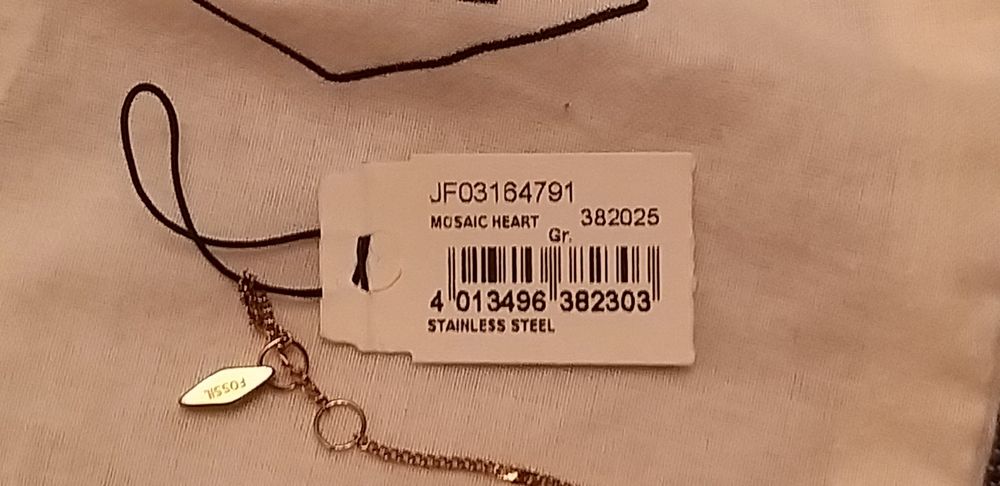 JF03164791
MOSAIC HEART 382025
Gr.
4 013496 382303
STAINLESS STEEL
FOSSIL